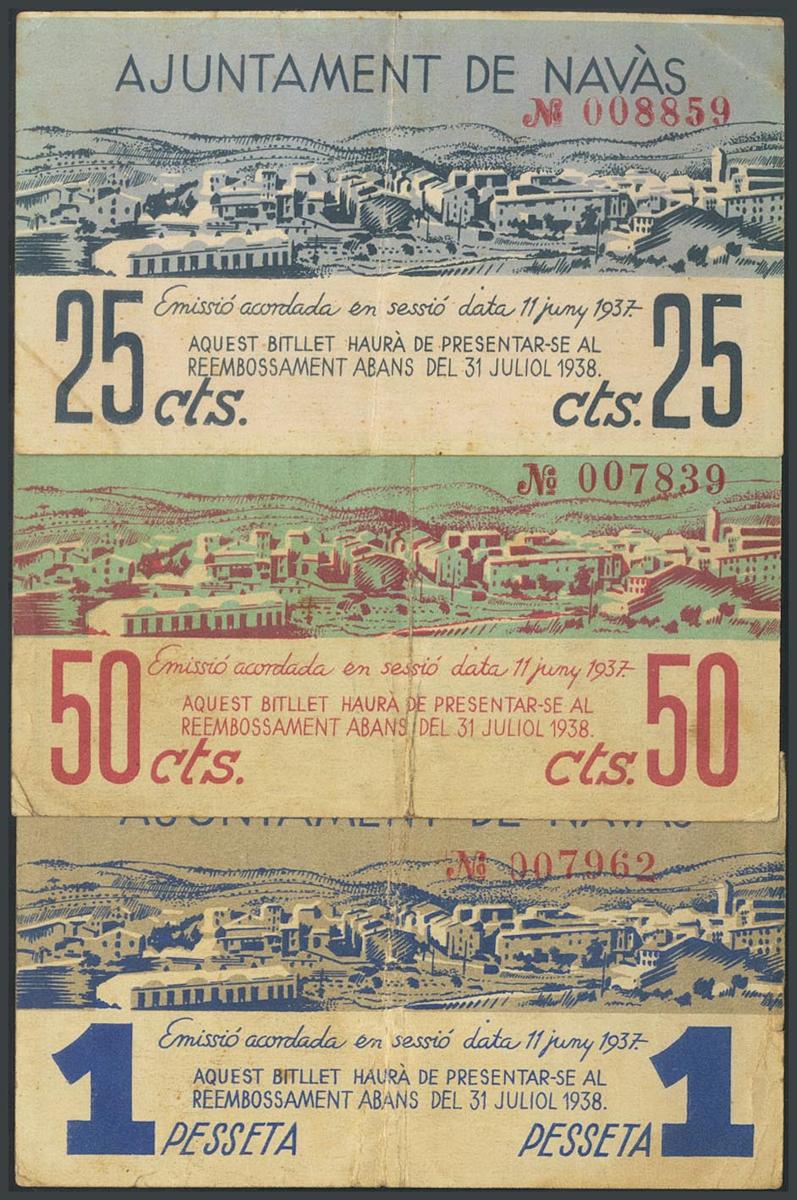 AJUNTAMENT DE NAVÀS
№ 008859
Emissió acordada en sessió data 11 juny 1937-
AQUEST BITLLET HAURÀ DE PRESENTAR-SE AL
REEMBOSSAMENT ABANS DEL 31 JULIOL 1938.
25 cts. cts. 25
№ 007839
Emissió acordada en sessió data 11 juny 1937-
AQUEST BITLLET HAURÀ DE PRESENTAR-SE AL
REEMBOSSAMENT ABANS DEL 31 JULIOL 1938.
50 cts. cts. 50
AJUNTAMENT DE NAVAS
№ 007962
Emissió acordada en sessió data 11 juny 1937-
AQUEST BITLLET HAURÀ DE PRESENTAR-SE AL
REEMBOSSAMENT ABANS DEL 31 JULIOL 1938.
1 PESSETA PESSETA 1